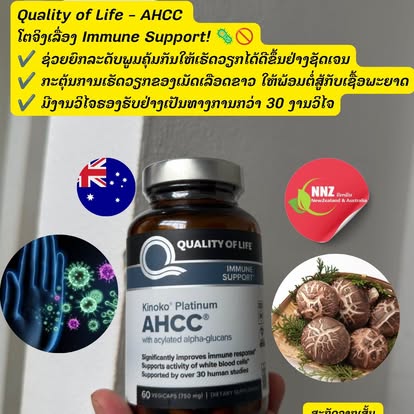 Quality of Life - AHCC
ໂຕຈິງເລື່ອງ Immune Support! 🦠🚫
✔ ຊ່ວຍຍົກລະດັບພູມຄຸ້ມກັນໃຫ້ເຮັດວຽກໄດ້ດີຂຶ້ນຢ່າງຊັດເຈນ
✔ ກະຕຸ້ນການເຮັດວຽກຂອງເມັດເລືອດຂາວ ໃຫ້ພ້ອມຕໍ່ສູ້ກັບເຊື້ອພະຍາດ
✔ ມີງານວິໄຈຮອງຮັບຢ່າງເປັນທາງການກວ່າ 30 ງານວິໄຈ
NNZ
NewZealand & Australia
QUALITY OF LIFE
IMMUNE
SUPPORT
Kinoko® Platinum
AHCC®
with acylated alpha-glucans
Significantly improves immune response*
Supports activity of white blood cells*
Supported by over 30 human studies
60 VEGICAPS (750 mg) | DIETARY SUPPLEMENT